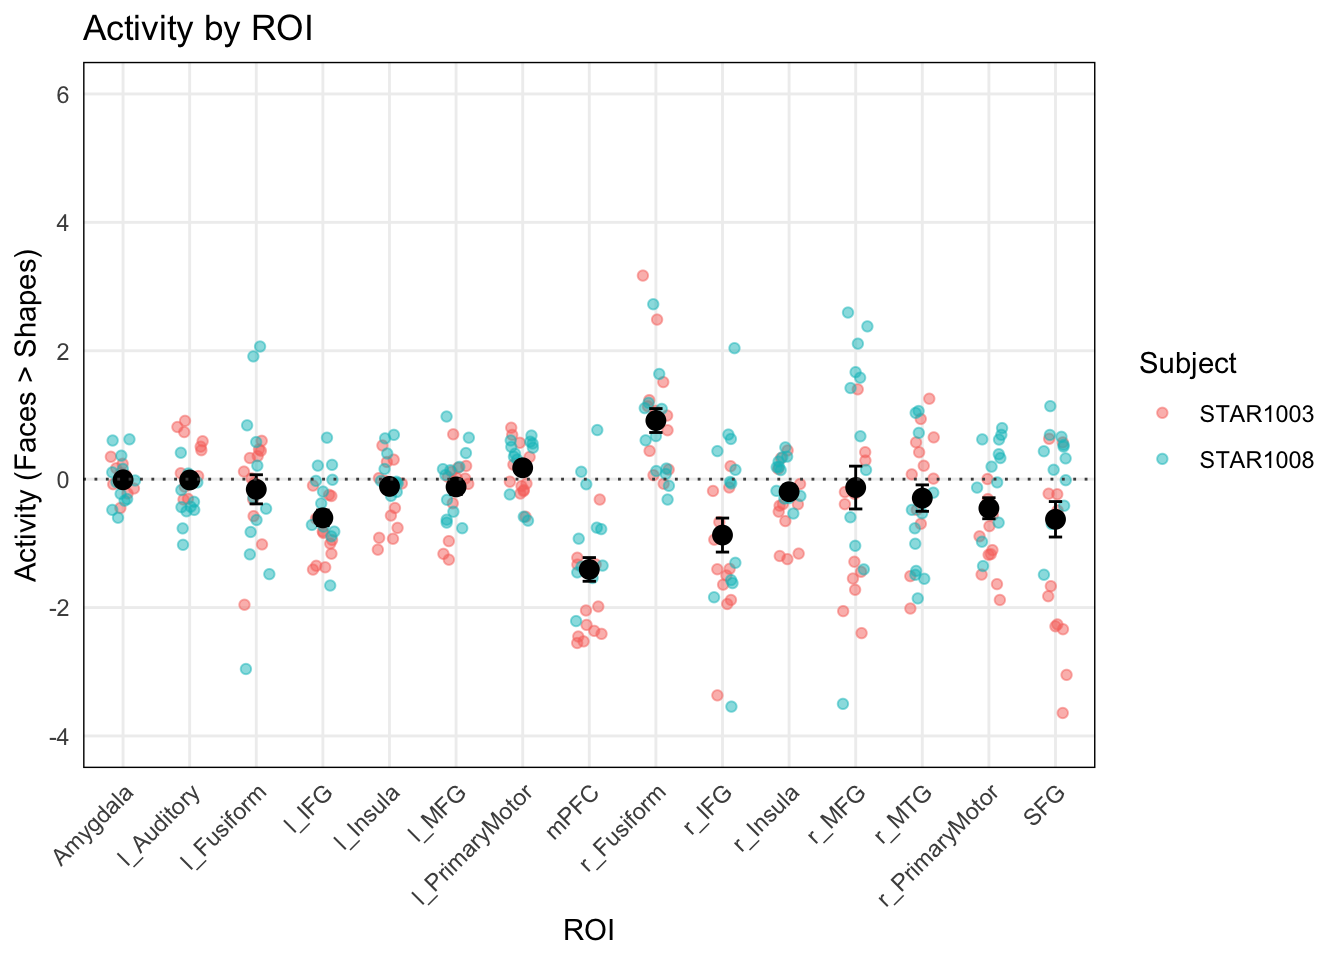 Activity by ROI
Activity (Faces > Shapes)
6
4
2
0
-2
-4
Amygdala
l_Auditory
l_Fusiform
l_IFG
l_Insula
l_MFG
l_PrimaryMotor
mPFC
r_Fusiform
r_IFG
r_Insula
r_MFG
r_MTG
r_PrimaryMotor
SFG
ROI
Subject
STAR1003
STAR1008